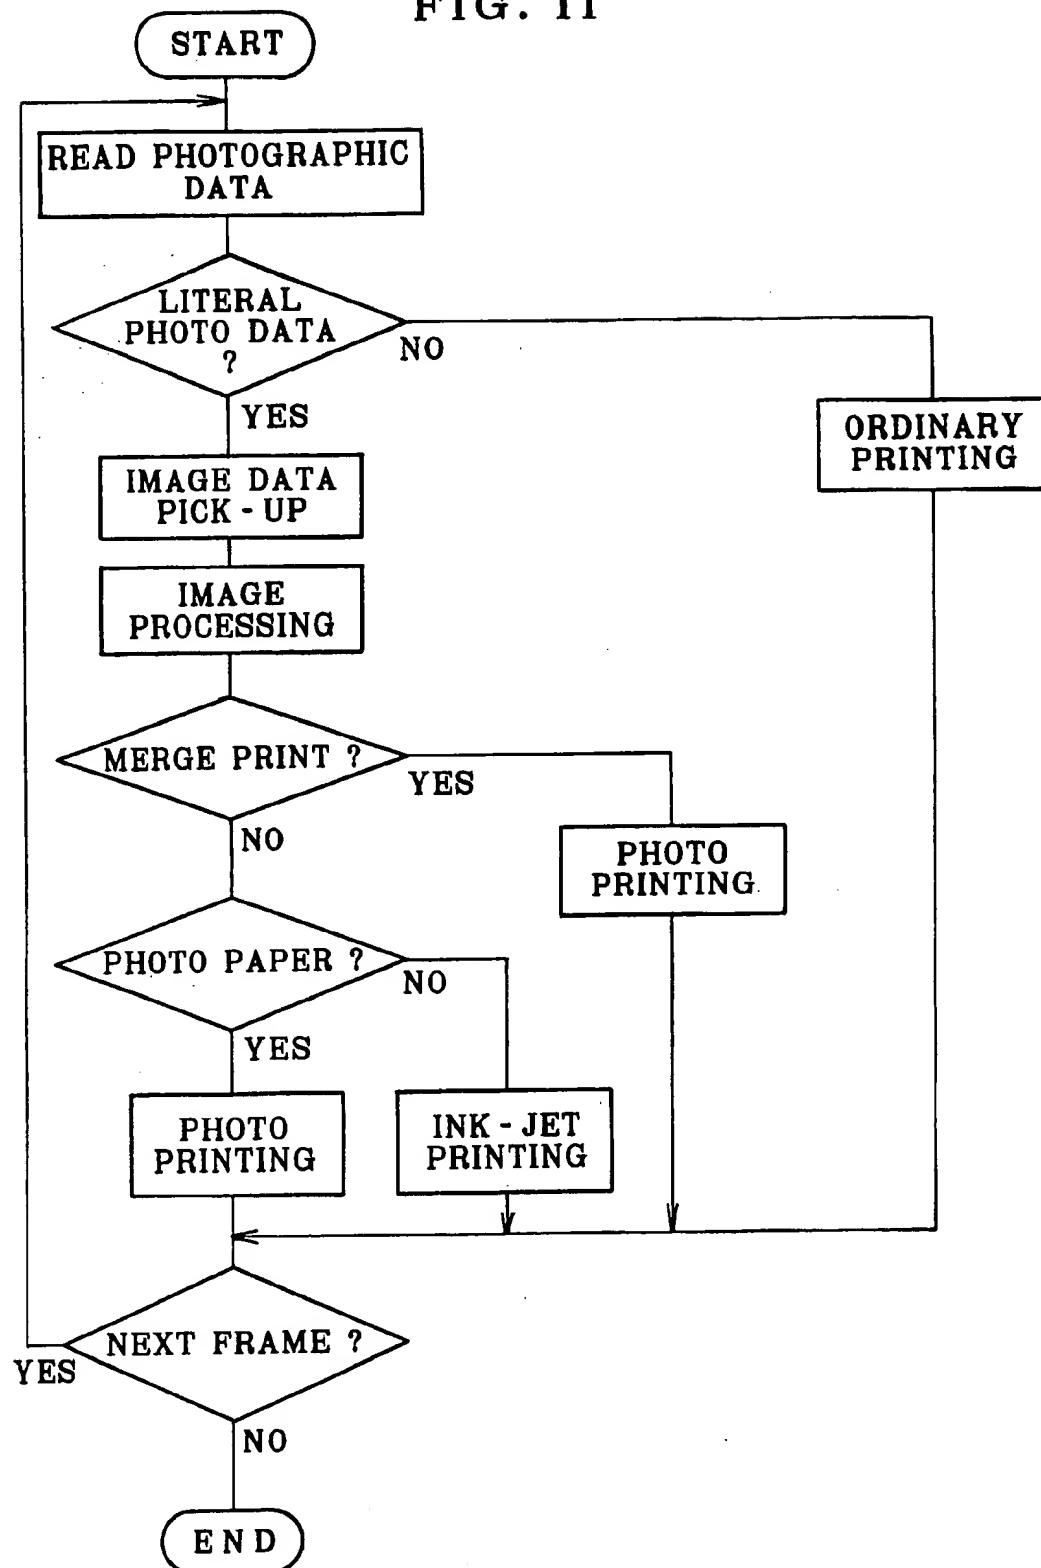 FIG. 11
START
READ PHOTOGRAPHIC
DATA
LITERAL
PHOTO DATA
?
NO
YES
ORDINARY
PRINTING
IMAGE DATA
PICK - UP
IMAGE
PROCESSING
MERGE PRINT ?
YES
NO
PHOTO
PRINTING
PHOTO PAPER ?
NO
YES
PHOTO
PRINTING
INK - JET
PRINTING
NEXT FRAME ?
YES
NO
END